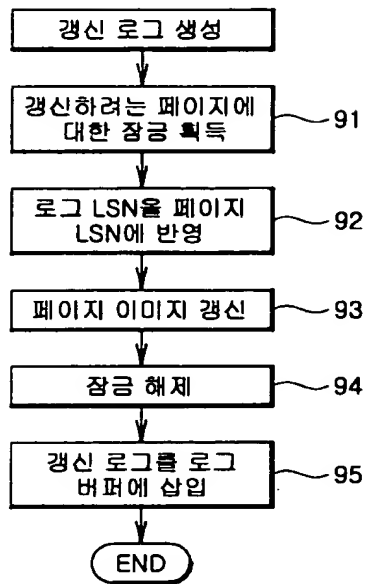 갱신 로그 생성
갱신하려는 페이지에
대한 잠금 획득
91
로그 LSN을 페이지
LSN에 반영
92
페이지 이미지 갱신
93
잠금 해제
94
갱신 로그를 로그
버퍼에 삽입
95
END